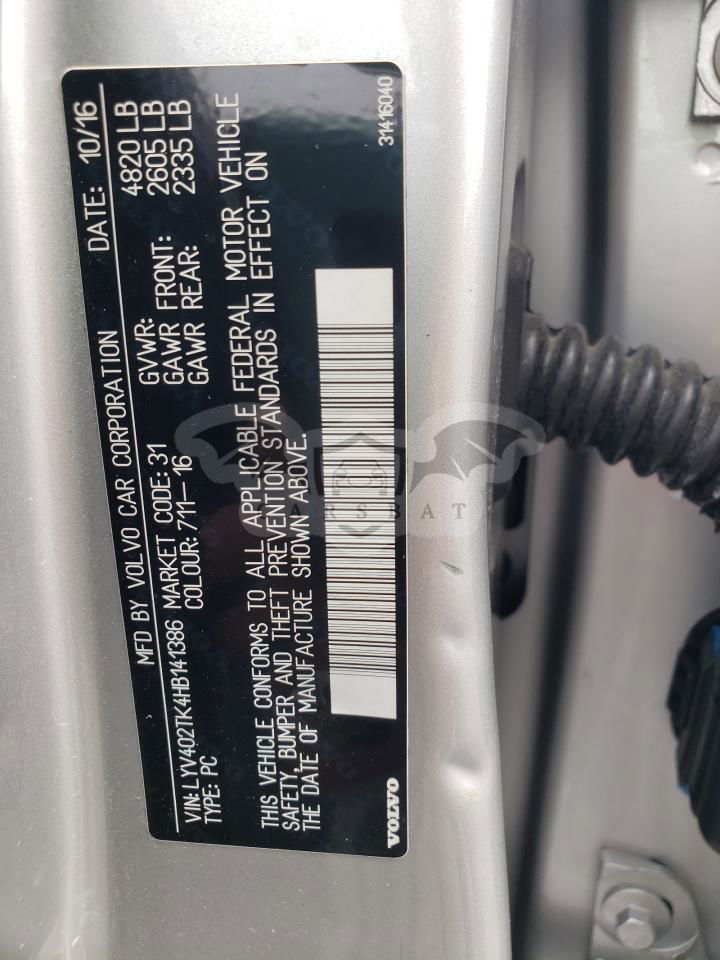 MFD BY VOLVO CAR CORPORATION DATE: 10/16
VIN: LYV402TK4HB141386 MARKET CODE: 31 GVWR: 4820 LB
TYPE: PC COLOUR: 711-16 GAWR FRONT: 2605 LB
GAWR REAR: 2335 LB
THIS VEHICLE CONFORMS TO ALL APPLICABLE FEDERAL MOTOR VEHICLE
SAFETY, BUMPER AND THEFT PREVENTION STANDARDS IN EFFECT ON
THE DATE OF MANUFACTURE SHOWN ABOVE.
VOLVO 31416040
CARSBAT